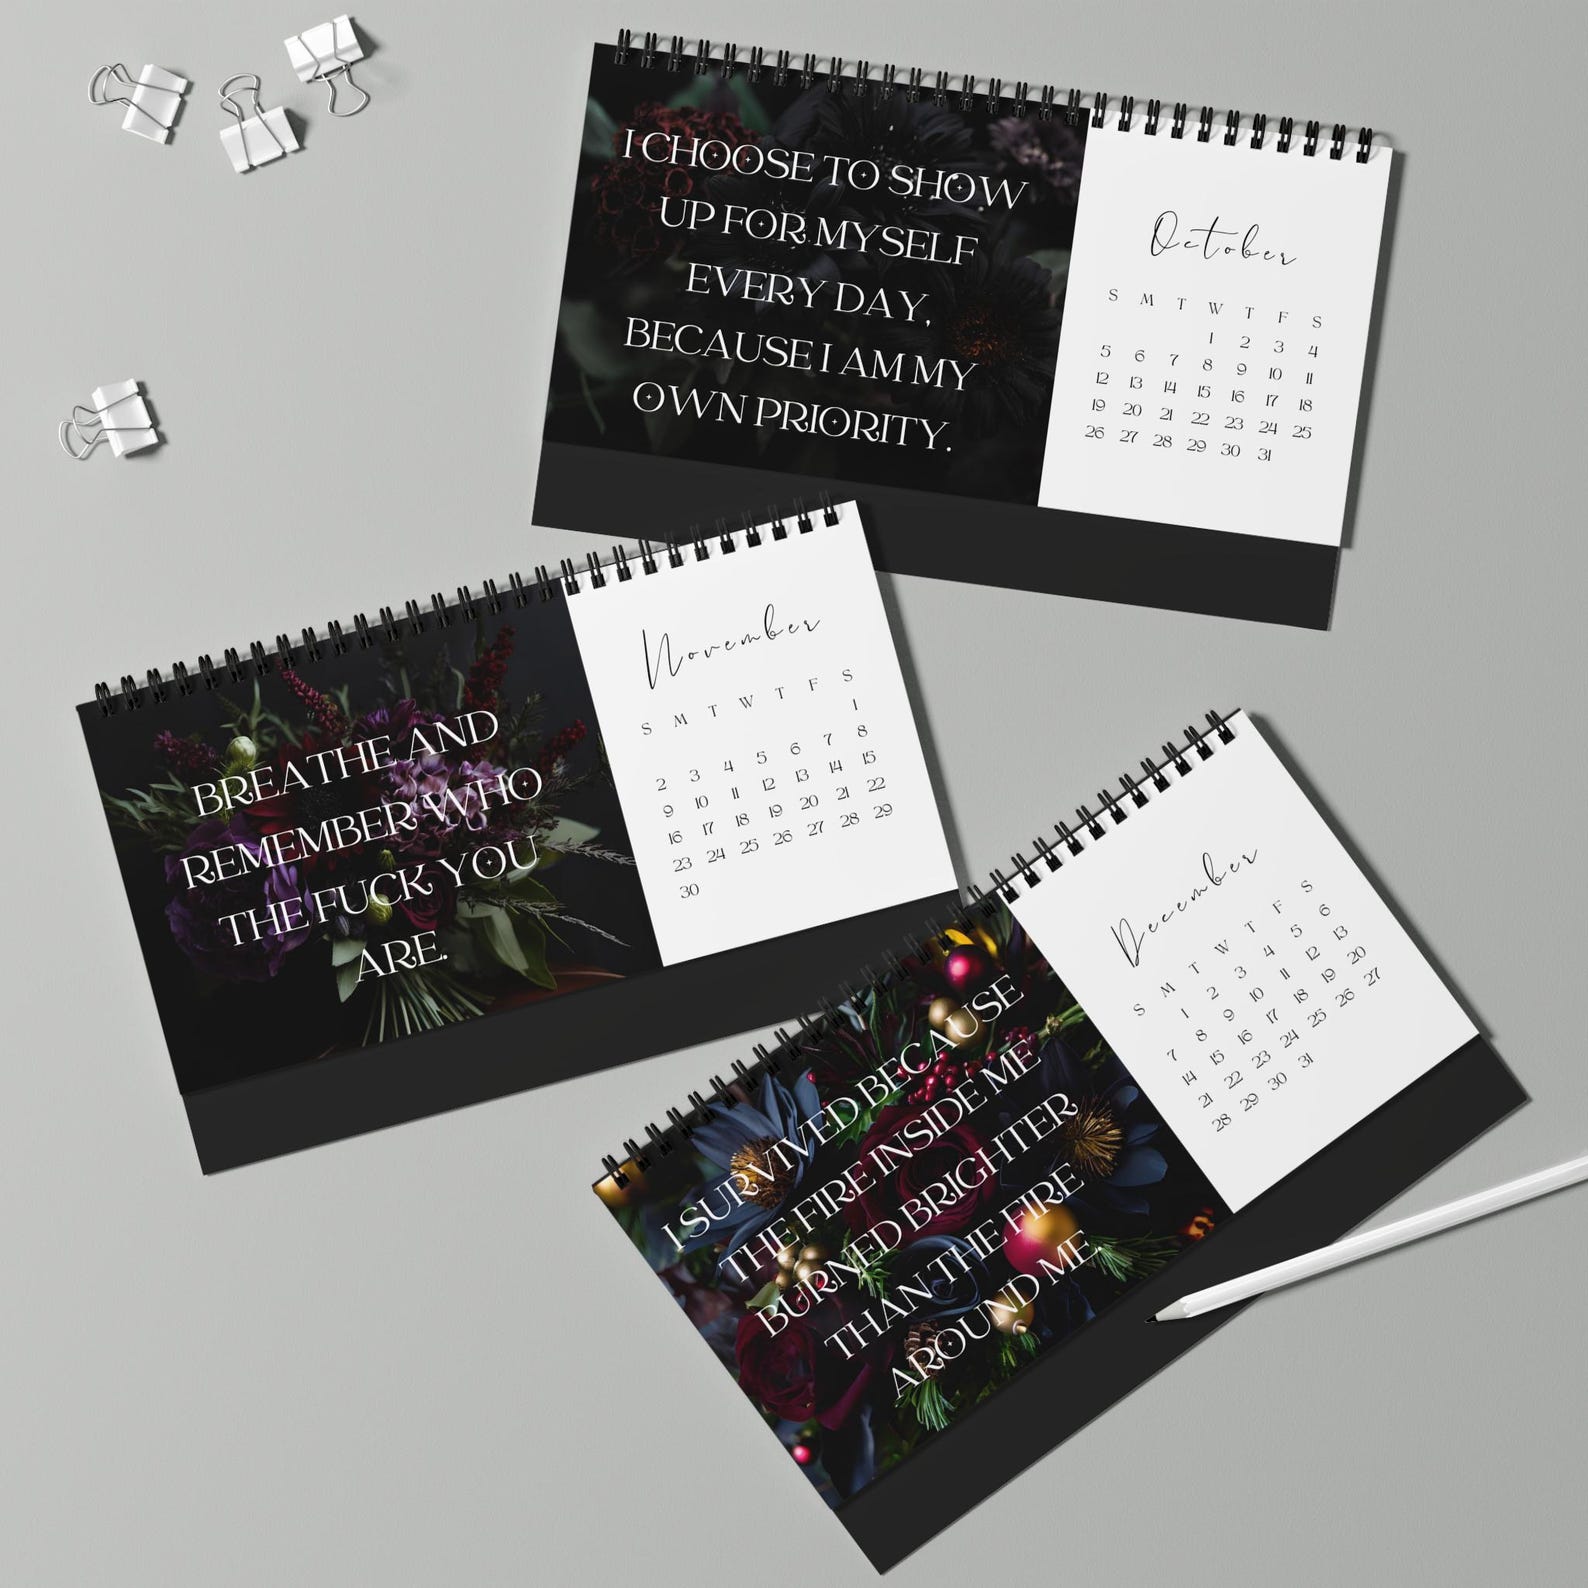 I CHOOSE TO SHOW
UP FOR MYSELF
EVERY DAY,
BECAUSE I AM MY
OWN PRIORITY.
October
S M T W T F S
1 2 3 4
5 6 7 8 9 10 11
12 13 14 15 16 17 18
19 20 21 22 23 24 25
26 27 28 29 30 31
BREATHE AND
REMEMBER WHO
THE FUCK YOU
ARE.
November
S M T W T F S
1
2 3 4 5 6 7 8
9 10 11 12 13 14 15
16 17 18 19 20 21 22
23 24 25 26 27 28 29
30
I SURVIVED BECAUSE
THE FIRE INSIDE ME
BURNED BRIGHTER
THAN THE FIRE
AROUND ME.
December
S M T W T F S
1 2 3 4 5 6
7 8 9 10 11 12 13
14 15 16 17 18 19 20
21 22 23 24 25 26 27
28 29 30 31